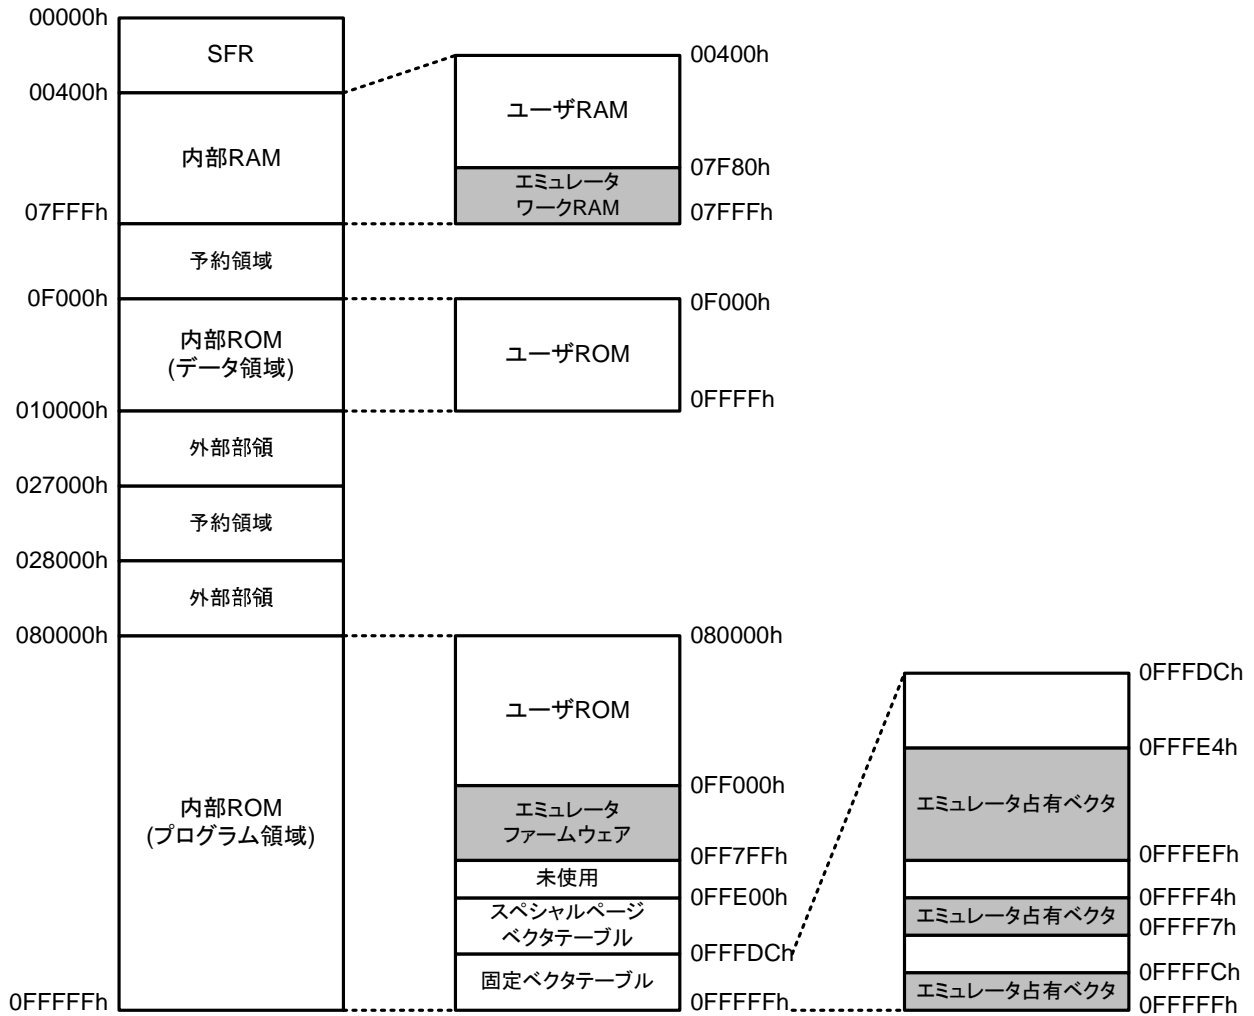 00000h
SFR
00400h
内部RAM
07FFFh
予約領域
0F000h
内部ROM
(データ領域)
010000h
外部部領
027000h
予約領域
028000h
外部部領
080000h
内部ROM
(プログラム領域)
0FFFFFh
00400h
ユーザRAM
07F80h
エミュレータ
ワークRAM
07FFFh
0F000h
ユーザROM
0FFFFh
080000h
ユーザROM
0FF000h
エミュレータ
ファームウェア
0FF7FFh
未使用
0FFE00h
スペシャルページ
ベクタテーブル
0FFFDCh
固定ベクタテーブル
0FFFFFh
0FFFDCh
0FFFE4h
エミュレータ占有ベクタ
0FFFEFh
0FFFF4h
エミュレータ占有ベクタ
0FFFF7h
0FFFFCh
エミュレータ占有ベクタ
0FFFFFh